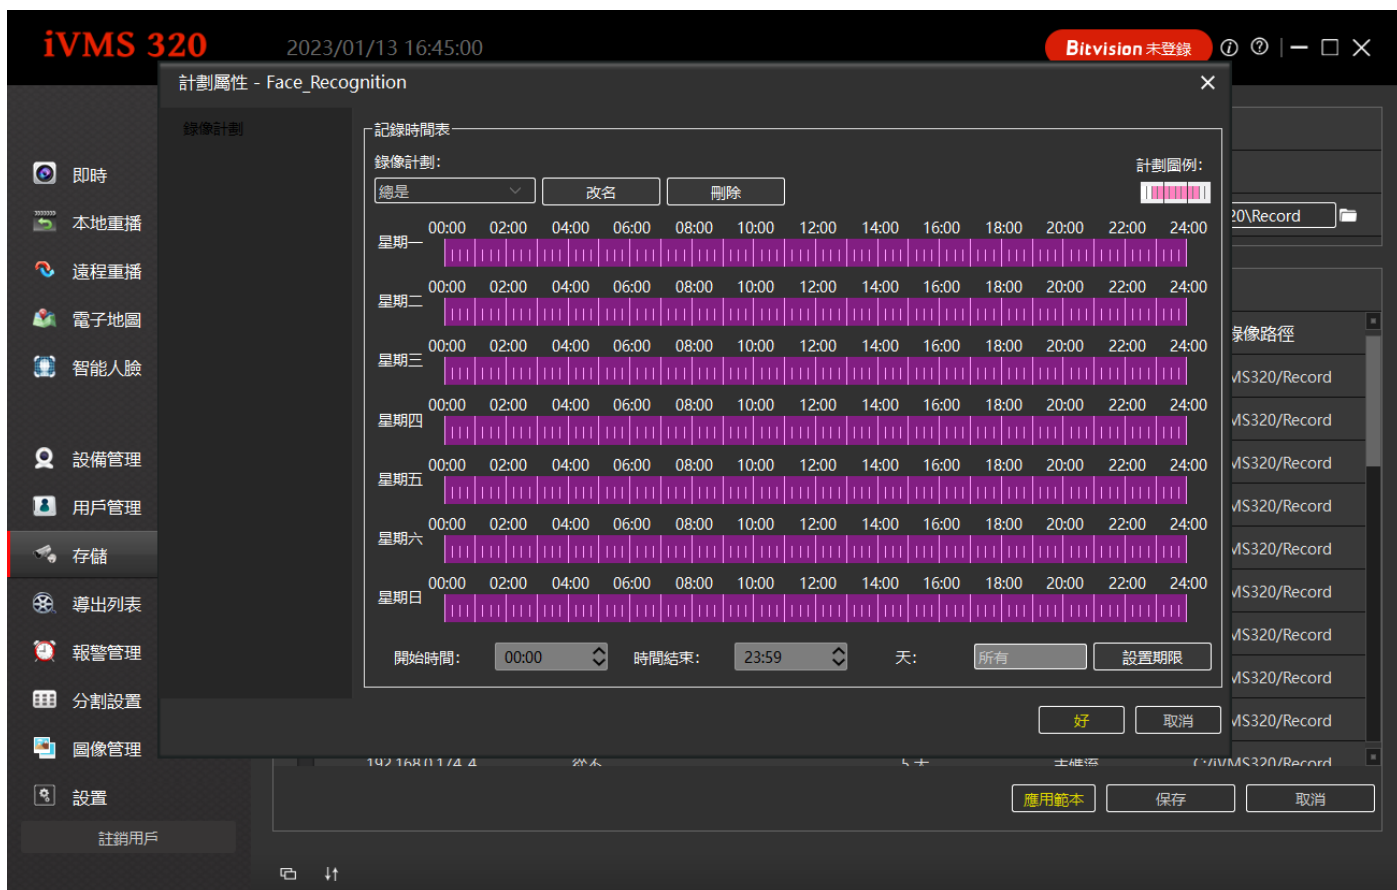 iVMS 320
2023/01/13 16:45:00
Bitvision 未登錄
計劃屬性 - Face_Recognition
錄像計劃
即時
本地重播
遠程重播
電子地圖
智能人臉
設備管理
用戶管理
存儲
導出列表
報警管理
分割設置
圖像管理
設置
註銷用戶
記錄時間表
錄像計劃:
計劃圖例:
總是
改名
刪除
00:00 02:00 04:00 06:00 08:00 10:00 12:00 14:00 16:00 18:00 20:00 22:00 24:00
星期一
00:00 02:00 04:00 06:00 08:00 10:00 12:00 14:00 16:00 18:00 20:00 22:00 24:00
星期二
00:00 02:00 04:00 06:00 08:00 10:00 12:00 14:00 16:00 18:00 20:00 22:00 24:00
星期三
00:00 02:00 04:00 06:00 08:00 10:00 12:00 14:00 16:00 18:00 20:00 22:00 24:00
星期四
00:00 02:00 04:00 06:00 08:00 10:00 12:00 14:00 16:00 18:00 20:00 22:00 24:00
星期五
00:00 02:00 04:00 06:00 08:00 10:00 12:00 14:00 16:00 18:00 20:00 22:00 24:00
星期六
00:00 02:00 04:00 06:00 08:00 10:00 12:00 14:00 16:00 18:00 20:00 22:00 24:00
星期日
開始時間: 00:00 時間結束: 23:59 天: 所有 設置期限
好 取消
20\Record
錄像路徑
MS320/Record
MS320/Record
MS320/Record
MS320/Record
MS320/Record
MS320/Record
MS320/Record
MS320/Record
MS320/Record
192.168.0.174_4 從不 5 天 主碼流 C:/iVMS320/Record
應用範本 保存 取消